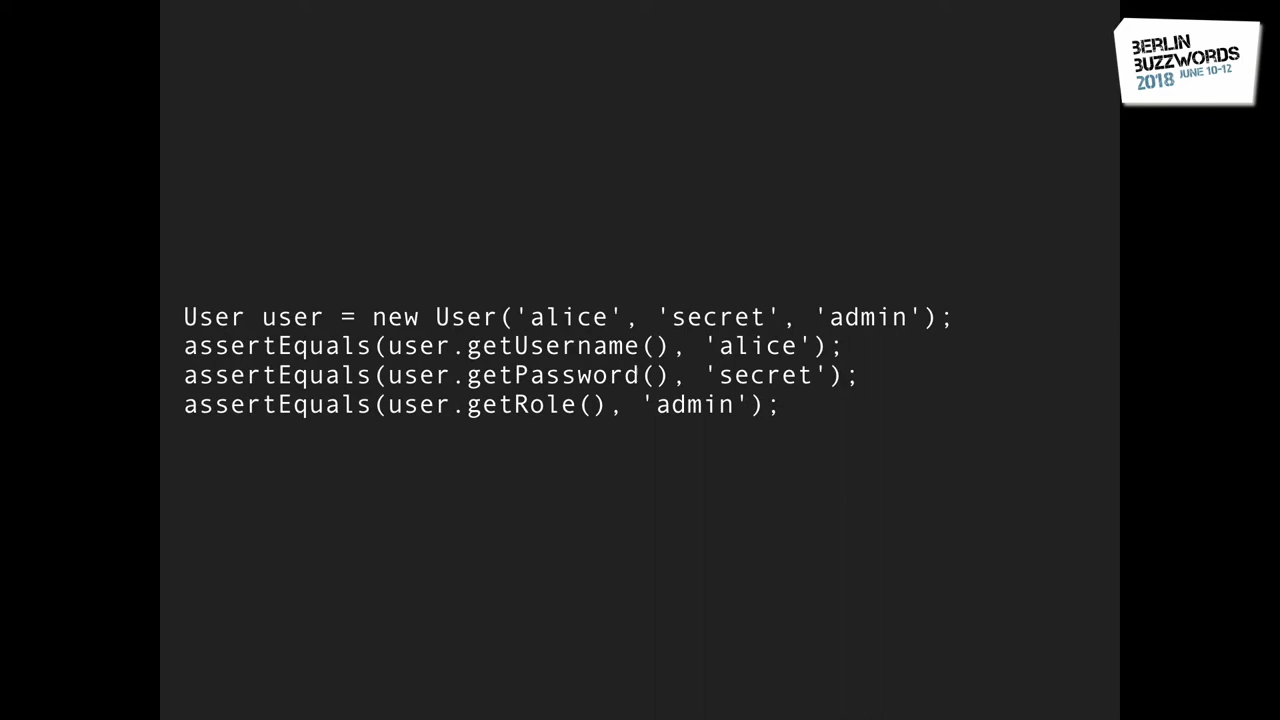 BERLIN
BUZZWORDS
2018 JUNE 10-12
User user = new User('alice', 'secret', 'admin');
assertEquals(user.getUsername(), 'alice');
assertEquals(user.getPassword(), 'secret');
assertEquals(user.getRole(), 'admin');